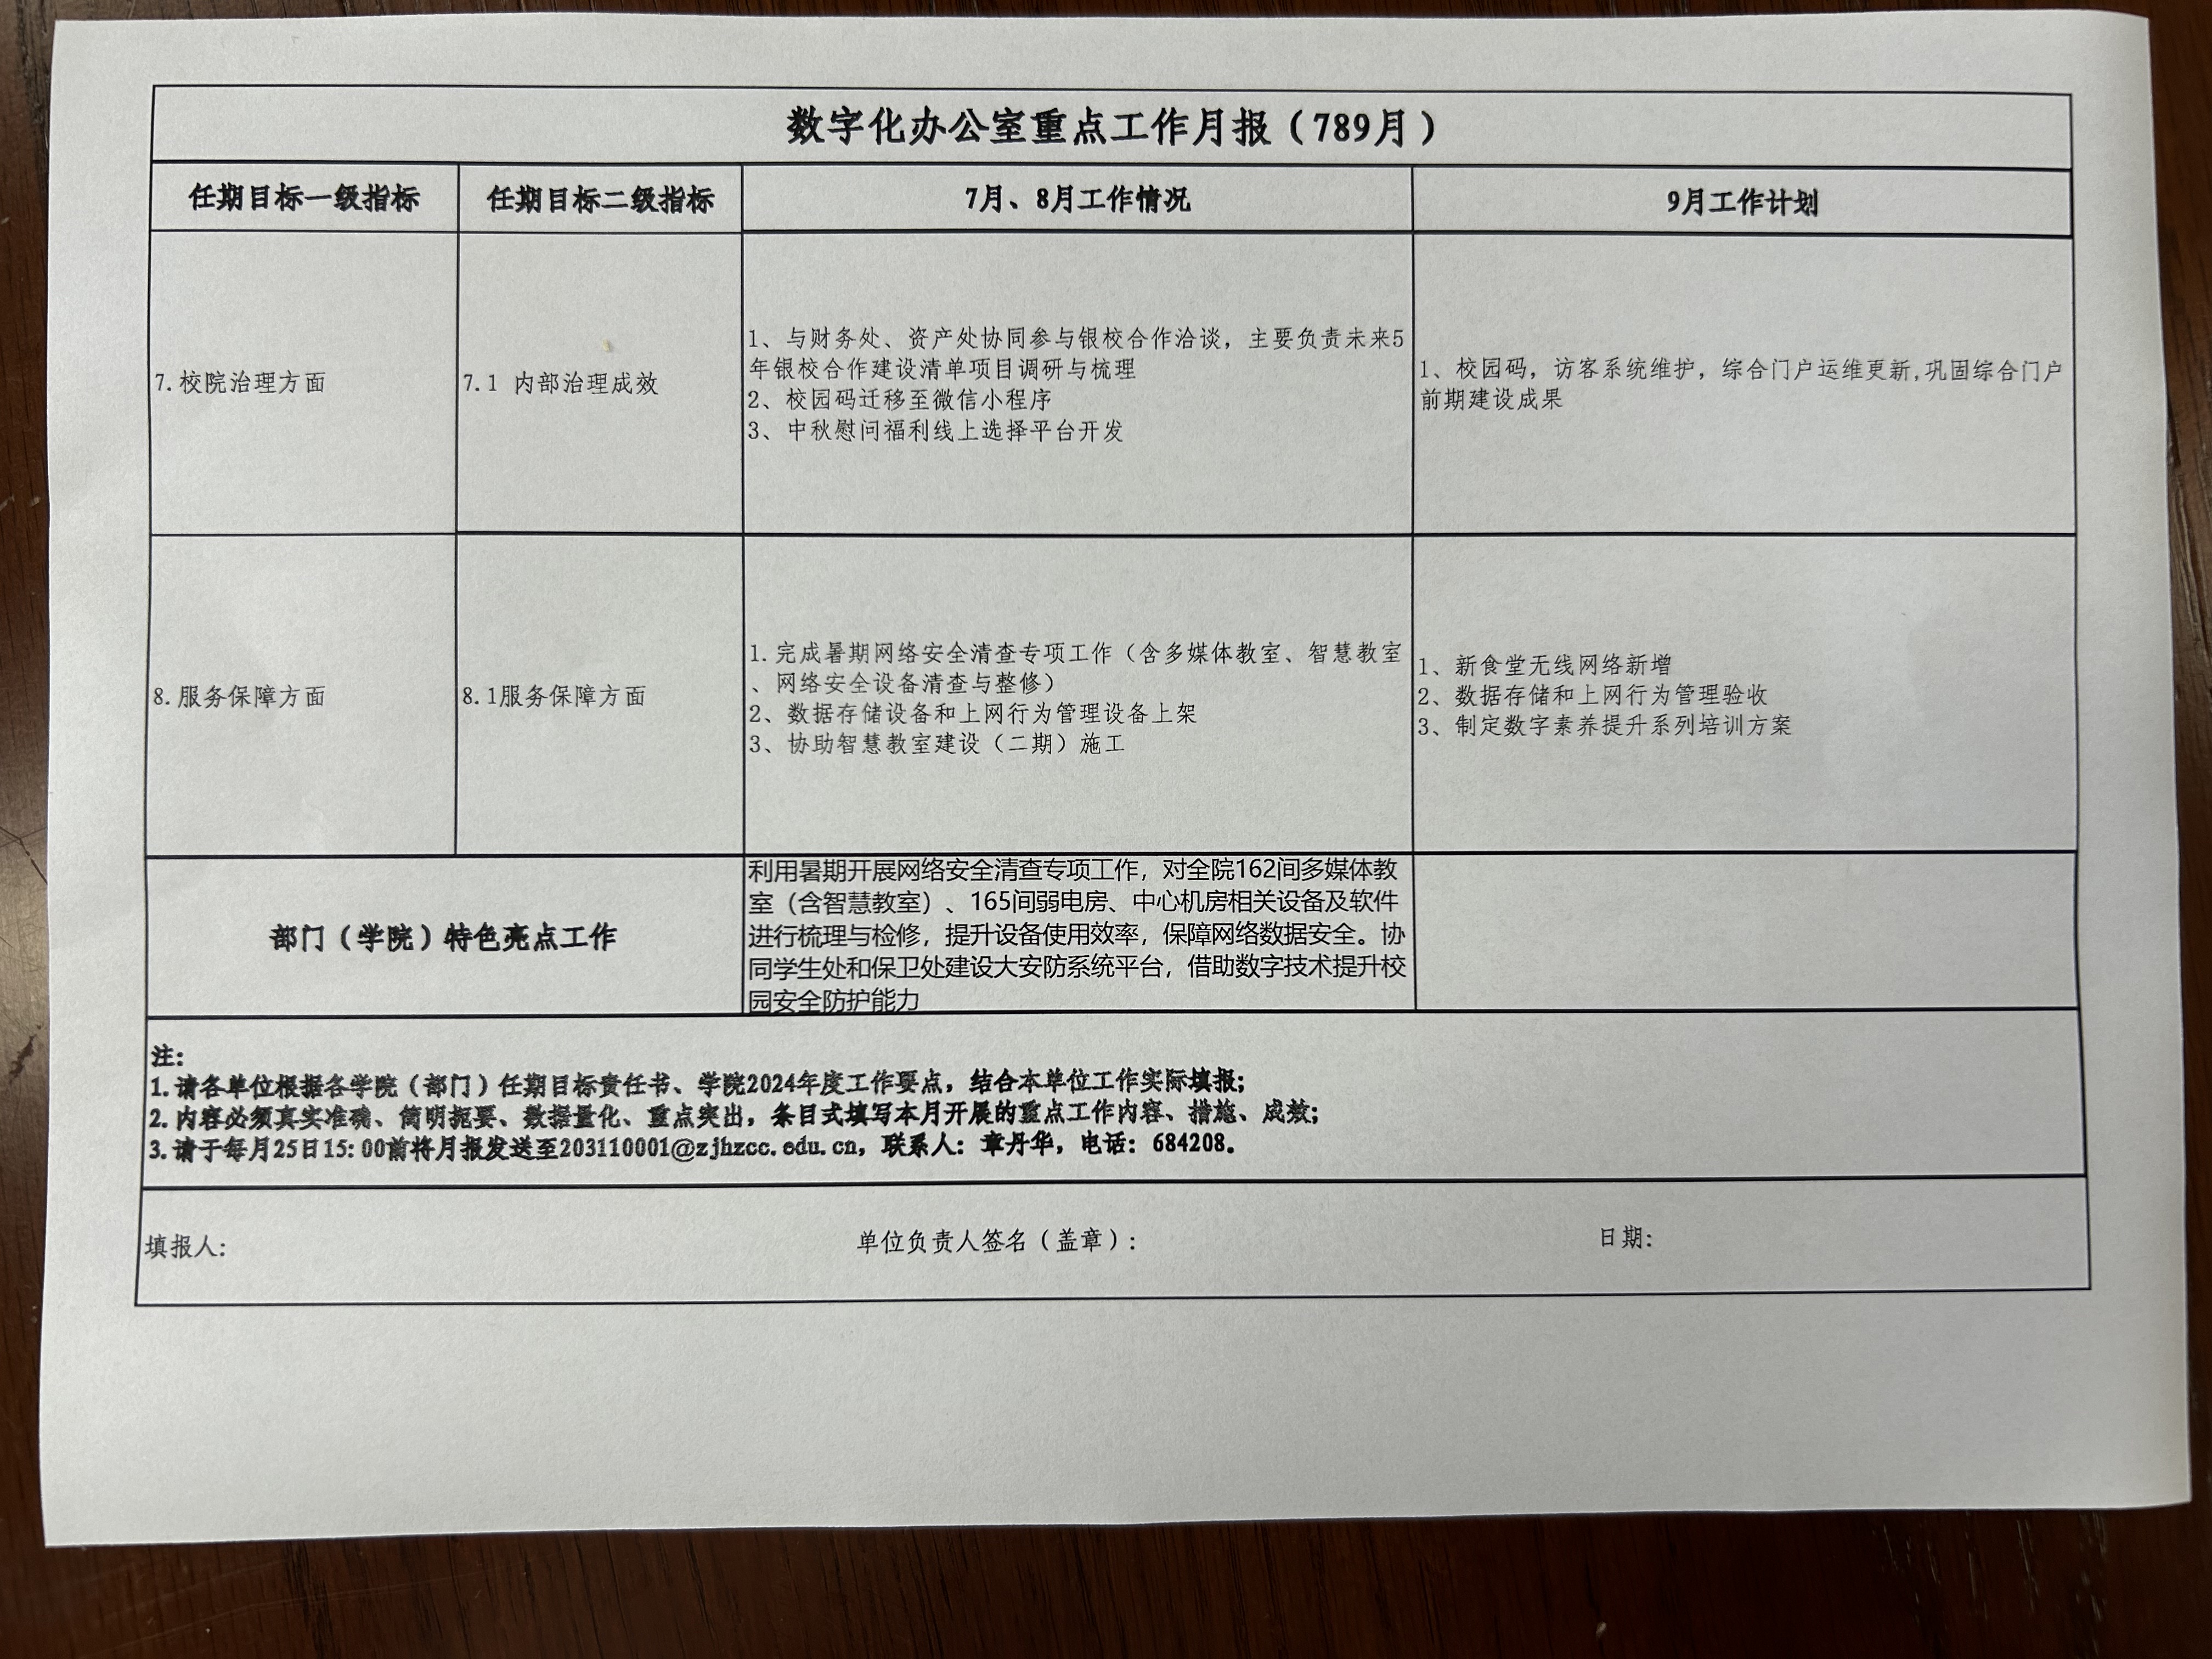 数字化办公室重点工作月报（789月）
任期目标一级指标
任期目标二级指标
7月、8月工作情况
9月工作计划
7.校院治理方面
7.1 内部治理成效
1、与财务处、资产处协同参与银校合作洽谈，主要负责未来5
年银校合作建设清单项目调研与梳理
2、校园码迁移至微信小程序
3、中秋慰问福利线上选择平台开发
1、校园码，访客系统维护，综合门户运维更新,巩固综合门户
前期建设成果
8.服务保障方面
8.1服务保障方面
1.完成暑期网络安全清查专项工作（含多媒体教室、智慧教室
、网络安全设备清查与整修）
2、数据存储设备和上网行为管理设备上架
3、协助智慧教室建设（二期）施工
1、新食堂无线网络新增
2、数据存储和上网行为管理验收
3、制定数字素养提升系列培训方案
部门（学院）特色亮点工作
利用暑期开展网络安全清查专项工作，对全院162间多媒体教
室（含智慧教室）、165间弱电房、中心机房相关设备及软件
进行梳理与检修，提升设备使用效率，保障网络数据安全。协
同学生处和保卫处建设大安防系统平台，借助数字技术提升校
园安全防护能力
注：
1.请各单位根据各学院（部门）任期目标责任书、学院2024年度工作要点，结合本单位工作实际填报；
2.内容必须真实准确、简明扼要、数据量化、重点突出，条目式填写本月开展的重点工作内容、措施、成效；
3.请于每月25日15:00前将月报发送至203110001@zjhzcc.edu.cn，联系人：章丹华，电话：684208。
填报人：
单位负责人签名（盖章）：
日期：